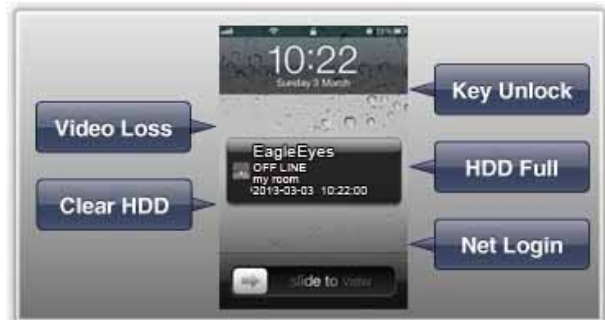 10:22
Sunday 3 March
Key Unlock
Video Loss
EagleEyes
OFF LINE
my room
2013-03-03 10:22:00
HDD Full
Clear HDD
Net Login
slide to view